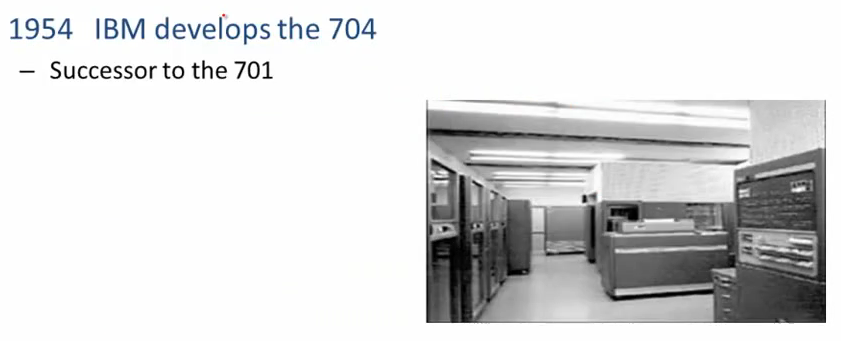 1954 IBM develops the 704
– Successor to the 701